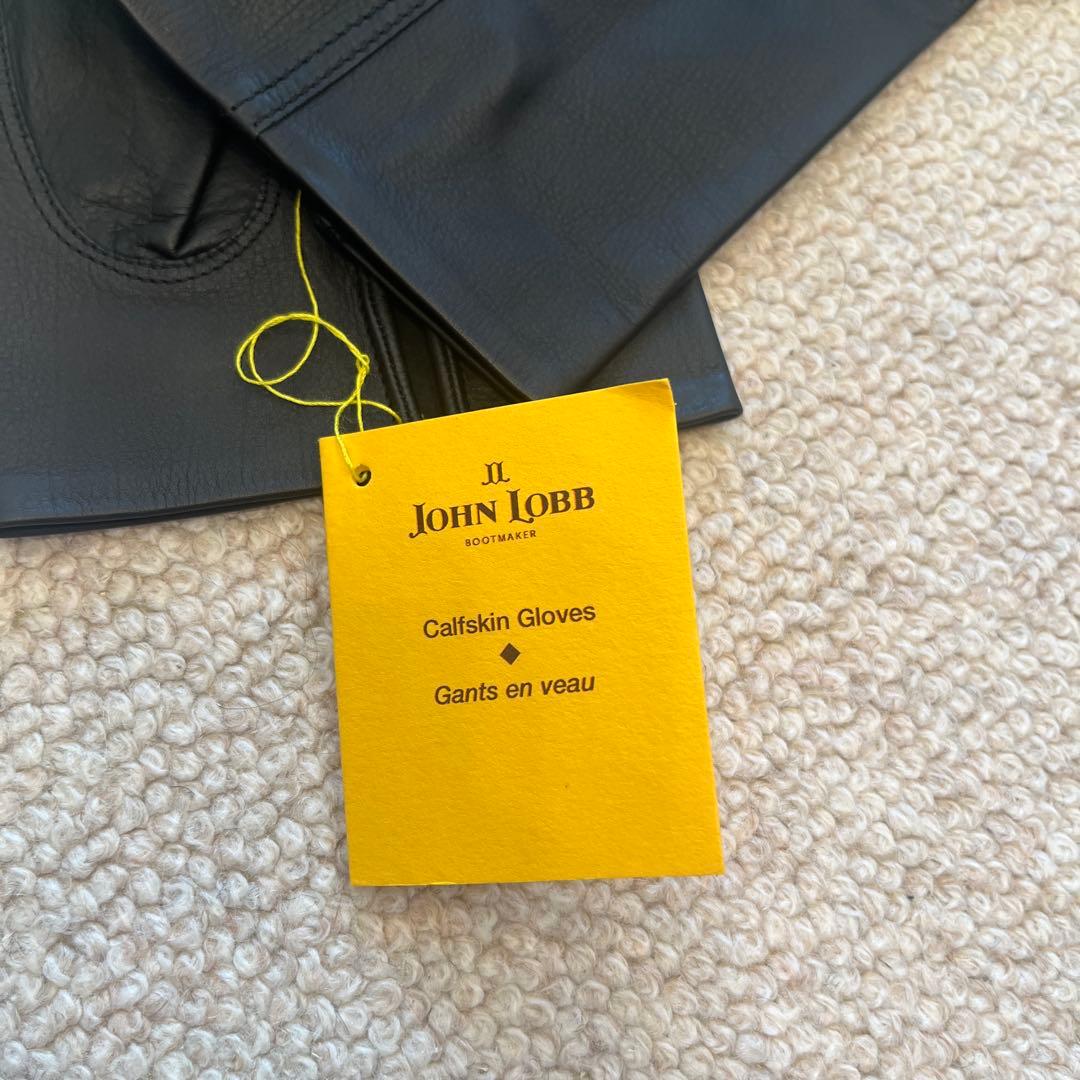 JL
JOHN LOBB
BOOTMAKER
Calfskin Gloves
Gants en veau